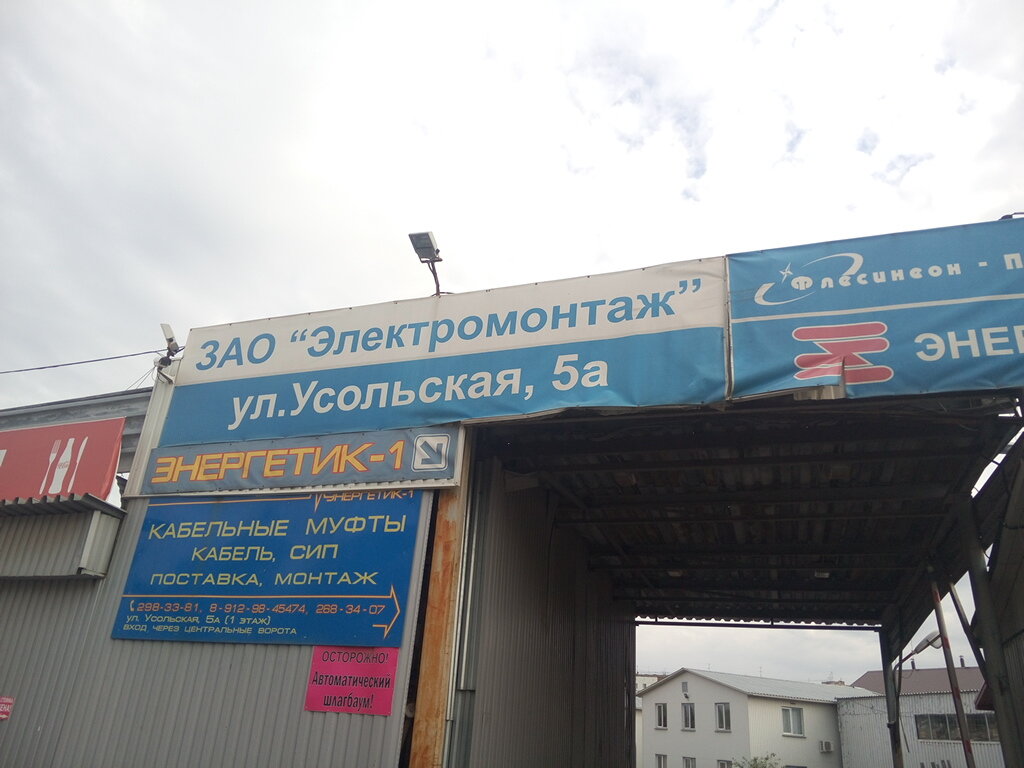 ЗАО "Электромонтаж"
ул.Усольская, 5а
Флесинеон - П
ЭНЕР
ЭНЕРГЕТИК-1
ЭНЕРГЕТИК-1
КАБЕЛЬНЫЕ МУФТЫ
КАБЕЛЬ, СИП
ПОСТАВКА, МОНТАЖ
298-33-81, 8-912-98-45474, 268-34-07
ул. Усольская, 5а (1 этаж)
ВХОД ЧЕРЕЗ ЦЕНТРАЛЬНЫЕ ВОРОТА
ОСТОРОЖНО!
Автоматический
шлагбаум!